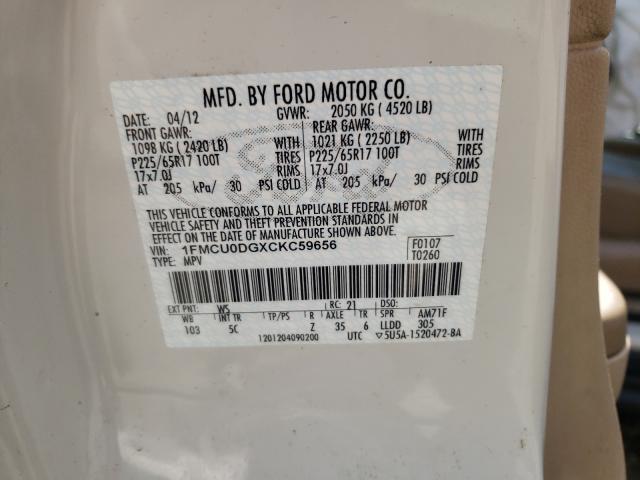 MFD. BY FORD MOTOR CO.
DATE: 04/12 GVWR: 2050 KG ( 4520 LB)
FRONT GAWR: REAR GAWR:
1098 KG ( 2420 LB) WITH 1021 KG ( 2250 LB) WITH
P225/65R17 100T TIRES P225/65R17 100T TIRES
17x7.0J RIMS 17x7.0J RIMS
AT 205 kPa/ 30 PSI COLD AT 205 kPa/ 30 PSI COLD
THIS VEHICLE CONFORMS TO ALL APPLICABLE FEDERAL MOTOR
VEHICLE SAFETY AND THEFT PREVENTION STANDARDS IN
EFFECT ON THE DATE OF MANUFACTURE SHOWN ABOVE.
VIN: 1FMCU0DGXCKC59656 F0107
TYPE: MPV T0260
EXT PNT: WS RC: 21 DSO:
WB INT TR TP/PS R AXLE TR SPR AM71F
103 5C Z 35 6 LLDD 305
1201204090200 UTC ▽5U5A-1520472-BA